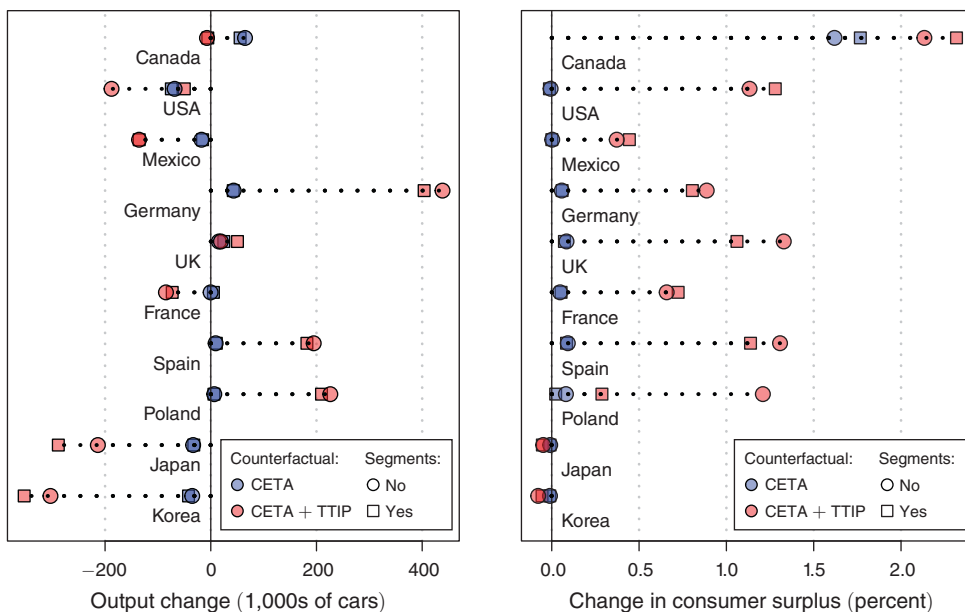 Canada
USA
Mexico
Germany
UK
France
Spain
Poland
Japan
Korea
Counterfactual: Segments:
CETA No
CETA + TTIP Yes
−200 0 200 400
Output change (1,000s of cars)
Canada
USA
Mexico
Germany
UK
France
Spain
Poland
Japan
Korea
Counterfactual: Segments:
CETA No
CETA + TTIP Yes
0.0 0.5 1.0 1.5 2.0
Change in consumer surplus (percent)